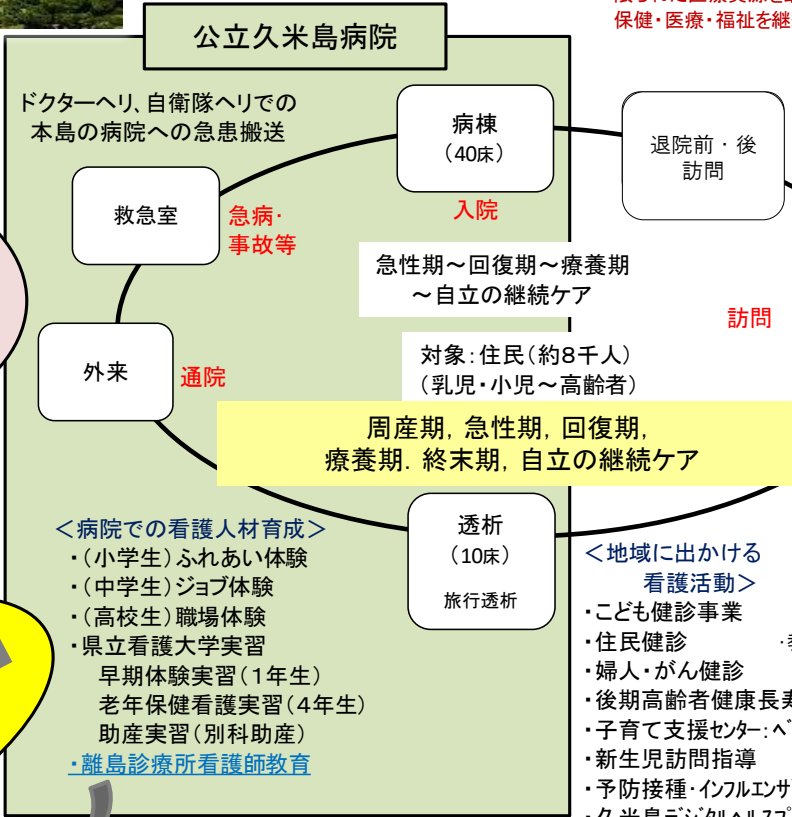 公立久米島病院
保健・医療・福祉を継
ドクターヘリ、自衛隊ヘリでの
本島の病院への急患搬送
病棟
(40床)
退院前・後
訪問
救急室
急病・
事故等
入院
急性期～回復期～療養期
～自立の継続ケア
訪問
外来
通院
対象:住民(約8千人)
(乳児・小児～高齢者)
周産期, 急性期, 回復期,
療養期. 終末期, 自立の継続ケア
透析
(10床)
旅行透析
＜病院での看護人材育成＞
・(小学生)ふれあい体験
・(中学生)ジョブ体験
・(高校生)職場体験
・県立看護大学実習
早期体験実習(1年生)
老年保健看護実習(4年生)
助産実習(別科助産)
・離島診療所看護師教育
＜地域に出かける
看護活動＞
・こども健診事業
・住民健診
・婦人・がん健診
・後期高齢者健康長寿
・子育て支援センター:ベ
・新生児訪問指導
・予防接種・インフルエンザ